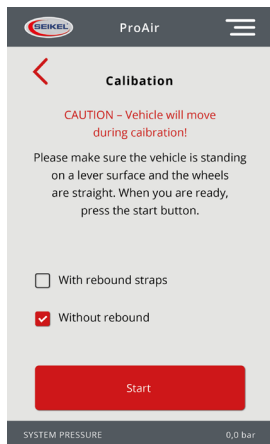 SEIKEL
ProAir
Calibation
CAUTION – Vehicle will move
during caibration!
Please make sure the vehicle is standing
on a lever surface and the wheels
are straight. When you are ready,
press the start button.
With rebound straps
Without rebound
Start
SYSTEM PRESSURE 0,0 bar